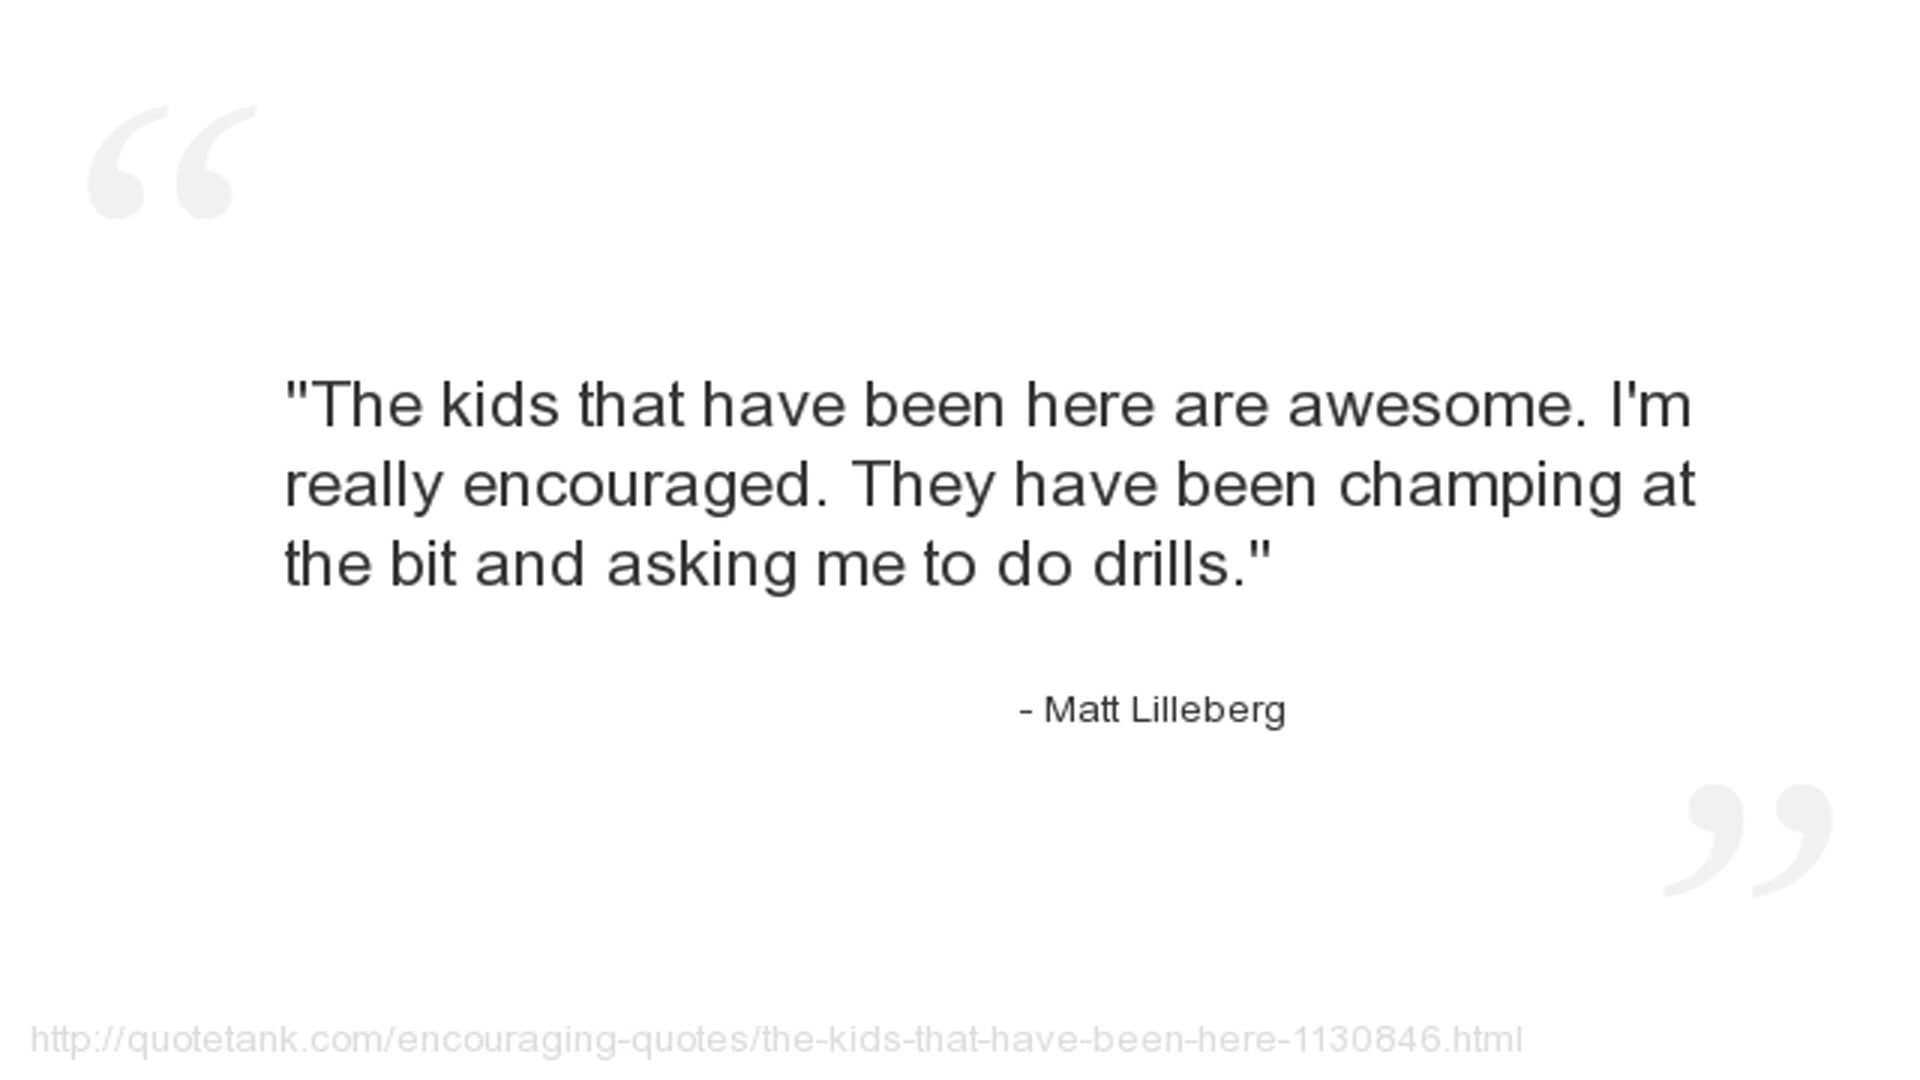 "The kids that have been here are awesome. I'm
really encouraged. They have been champing at
the bit and asking me to do drills."
- Matt Lilleberg
http://quotetank.com/encouraging-quotes/the-kids-that-have-been-here-1130846.html